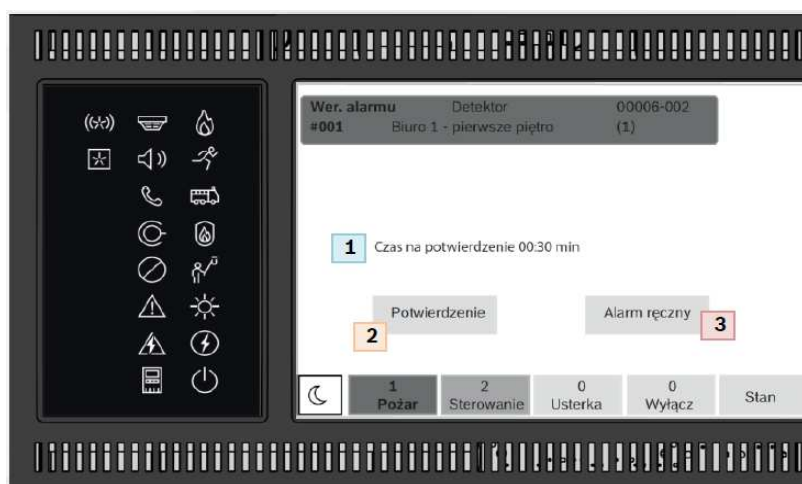 Wer. alarmu Detektor 00006-002
#001 Biuro 1 - pierwsze piętro (1)
1 Czas na potwierdzenie 00:30 min
Potwierdzenie Alarm ręczny
2 3
1 2 0 0
Pożar Sterowanie Usterka Wyłącz Stan